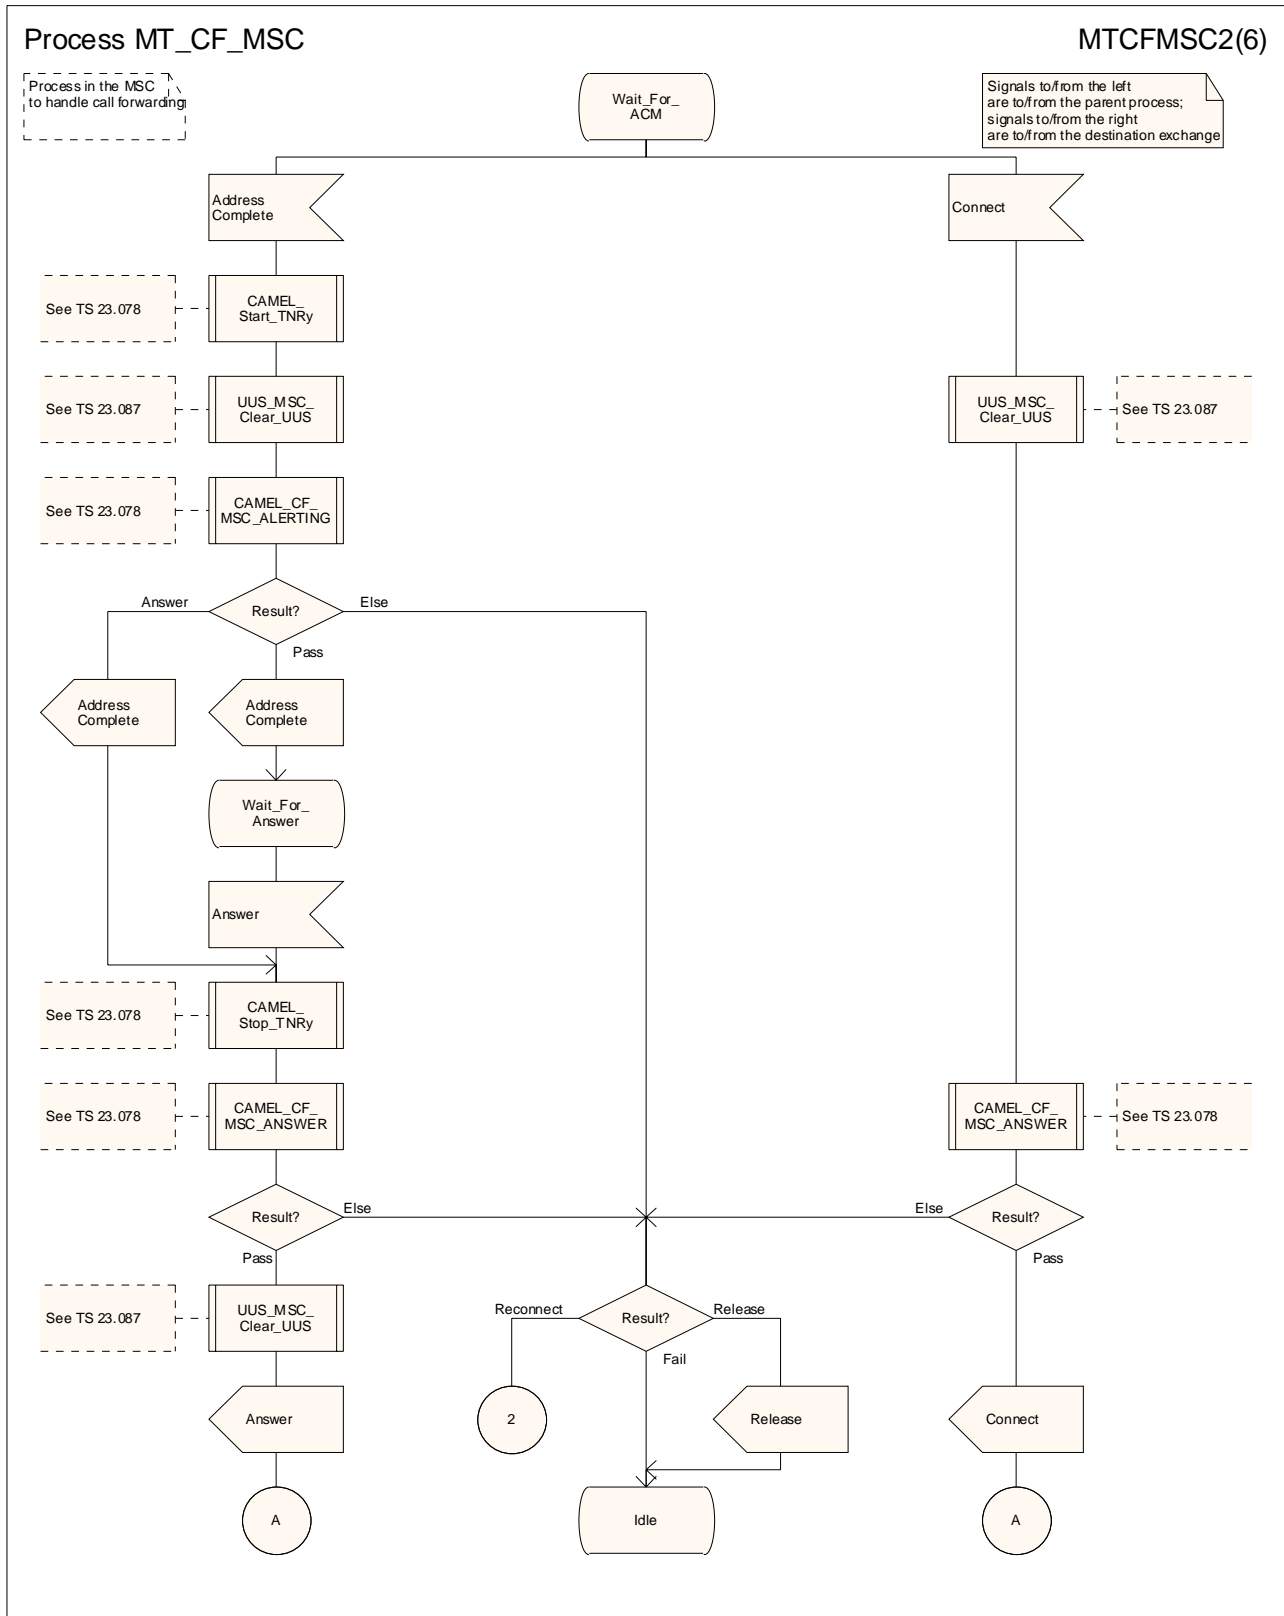 Process MT_CF_MSC
MTCFMSC2(6)
Process in the MSC
to handle call forwarding
Wait_For_
ACM
Signals to/from the left
are to/from the parent process;
signals to/from the right
are to/from the destination exchange
Address
Complete
Connect
See TS 23.078
CAMEL_
Start_TNRy
See TS 23.087
UUS_MSC_
Clear_UUS
UUS_MSC_
Clear_UUS
See TS 23.087
See TS 23.078
CAMEL_CF_
MSC_ALERTING
Answer
Result?
Else
Pass
Address
Complete
Address
Complete
Wait_For_
Answer
Answer
See TS 23.078
CAMEL_
Stop_TNRy
See TS 23.078
CAMEL_CF_
MSC_ANSWER
CAMEL_CF_
MSC_ANSWER
See TS 23.078
Result?
Else
Else
Result?
Pass
Pass
See TS 23.087
UUS_MSC_
Clear_UUS
Reconnect
Result?
Release
Fail
Answer
2
Release
Connect
A
Idle
A